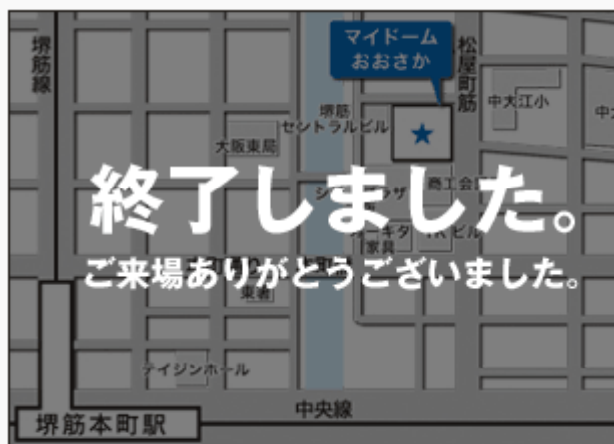 堺筋線
マイドーム
おおさか
松屋町筋
中大江小
堺筋
セントラルビル
大阪東局
終了しました。
商工会
ご来場ありがとうございました。
家具
東署
テイジンホール
中央線
堺筋本町駅